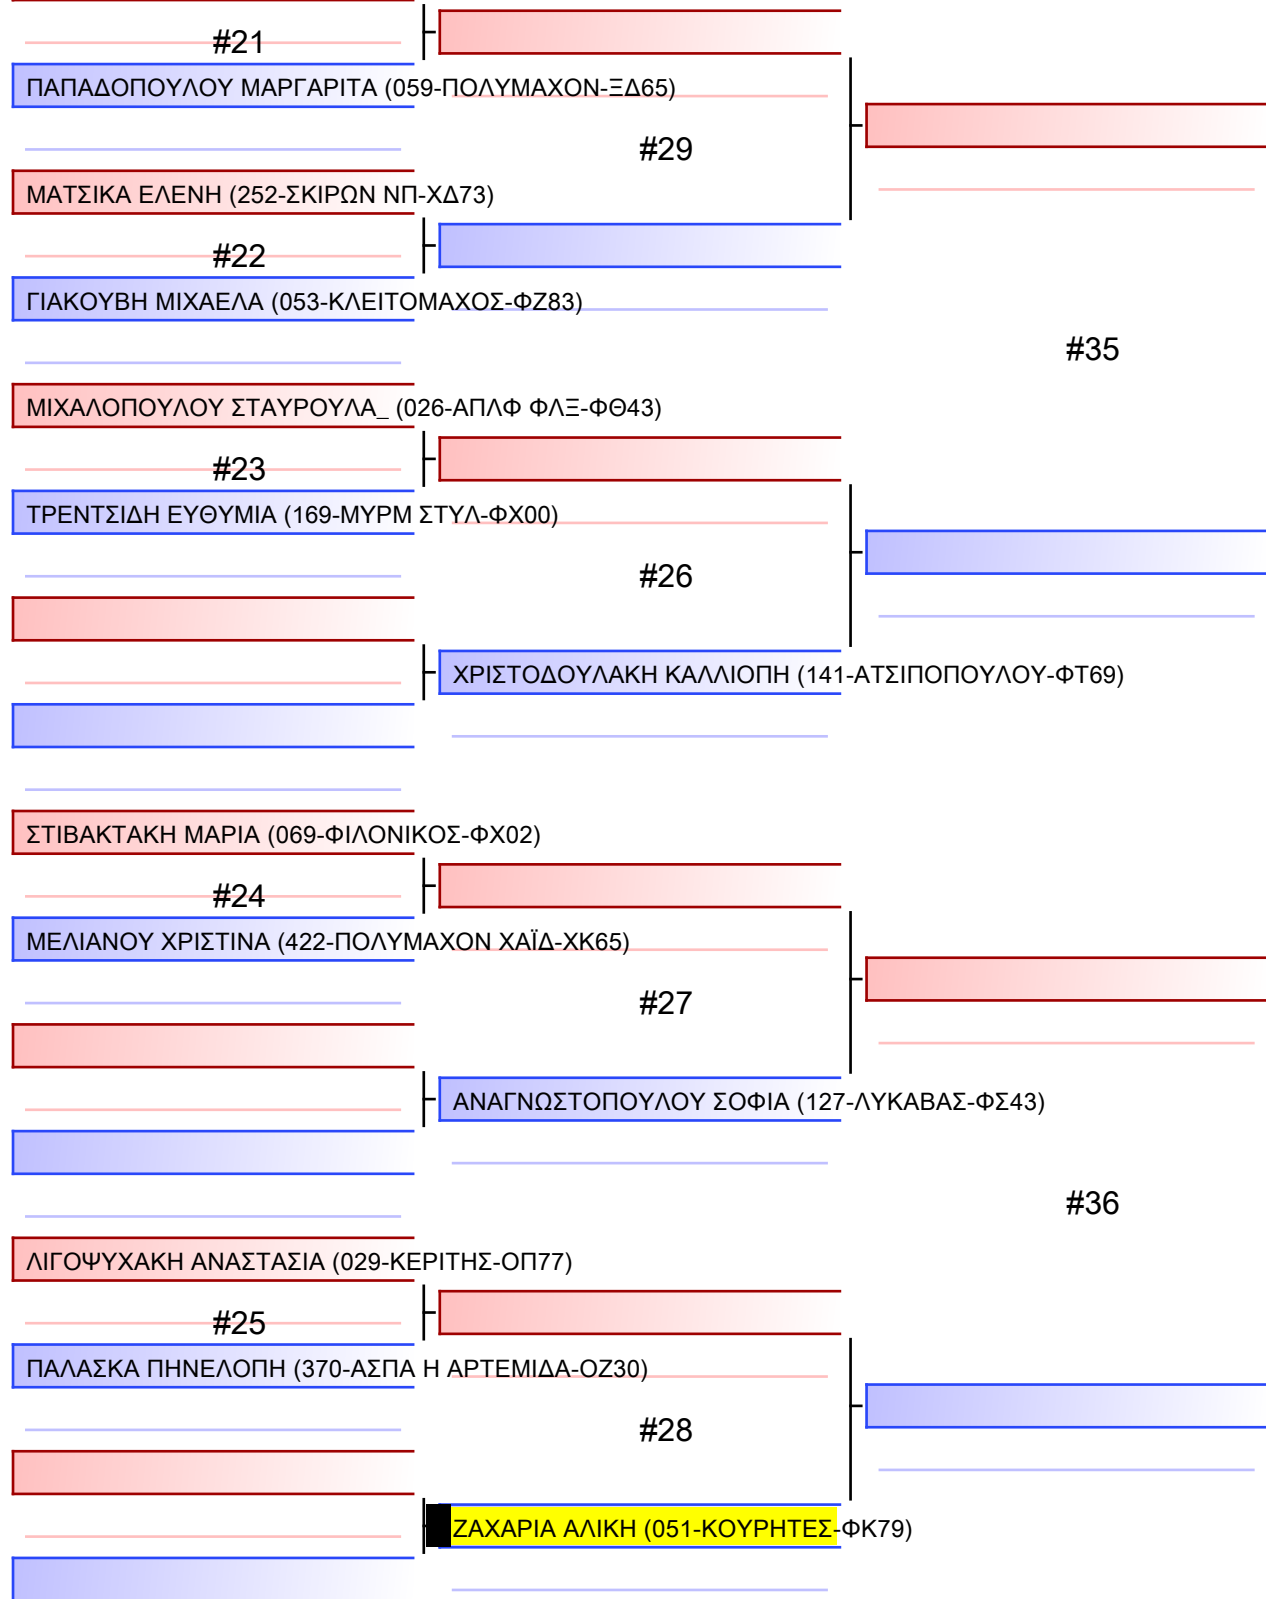 #21
ΠΑΠΑΔΟΠΟΥΛΟΥ ΜΑΡΓΑΡΙΤΑ (059-ΠΟΛΥΜΑΧΟΝ-ΞΔ65)
#29
ΜΑΤΣΙΚΑ ΕΛΕΝΗ (252-ΣΚΙΡΩΝ ΝΠ-ΧΔ73)
#22
ΓΙΑΚΟΥΒΗ ΜΙΧΑΕΛΑ (053-ΚΛΕΙΤΟΜΑΧΟΣ-ΦΖ83)
#35
ΜΙΧΑΛΟΠΟΥΛΟΥ ΣΤΑΥΡΟΥΛΑ_ (026-ΑΠΛΦ ΦΛΞ-ΦΘ43)
#23
ΤΡΕΝΤΣΙΔΗ ΕΥΘΥΜΙΑ (169-ΜΥΡΜ ΣΤΥΛ-ΦΧ00)
#26
ΧΡΙΣΤΟΔΟΥΛΑΚΗ ΚΑΛΛΙΟΠΗ (141-ΑΤΣΙΠΟΠΟΥΛΟΥ-ΦΤ69)
ΣΤΙΒΑΚΤΑΚΗ ΜΑΡΙΑ (069-ΦΙΛΟΝΙΚΟΣ-ΦΧ02)
#24
ΜΕΛΙΑΝΟΥ ΧΡΙΣΤΙΝΑ (422-ΠΟΛΥΜΑΧΟΝ ΧΑΪΔ-ΧΚ65)
#27
ΑΝΑΓΝΩΣΤΟΠΟΥΛΟΥ ΣΟΦΙΑ (127-ΛΥΚΑΒΑΣ-ΦΣ43)
#36
ΛΙΓΟΨΥΧΑΚΗ ΑΝΑΣΤΑΣΙΑ (029-ΚΕΡΙΤΗΣ-ΟΠ77)
#25
ΠΑΛΑΣΚΑ ΠΗΝΕΛΟΠΗ (370-ΑΣΠΑ Η ΑΡΤΕΜΙΔΑ-ΟΖ30)
#28
ΖΑΧΑΡΙΑ ΑΛΙΚΗ (051-ΚΟΥΡΗΤΕΣ-ΦΚ79)